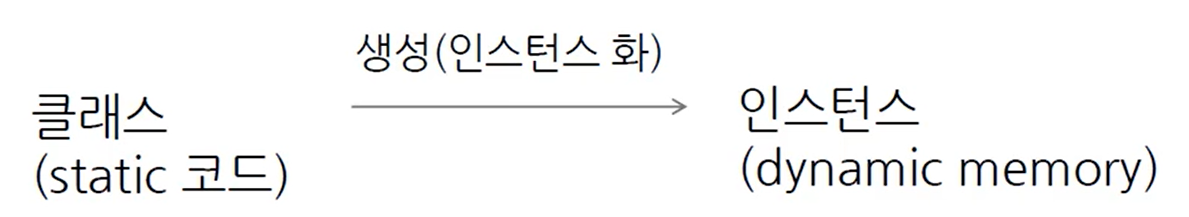 생성(인스턴스 화)
클래스
(static 코드)
인스턴스
(dynamic memory)